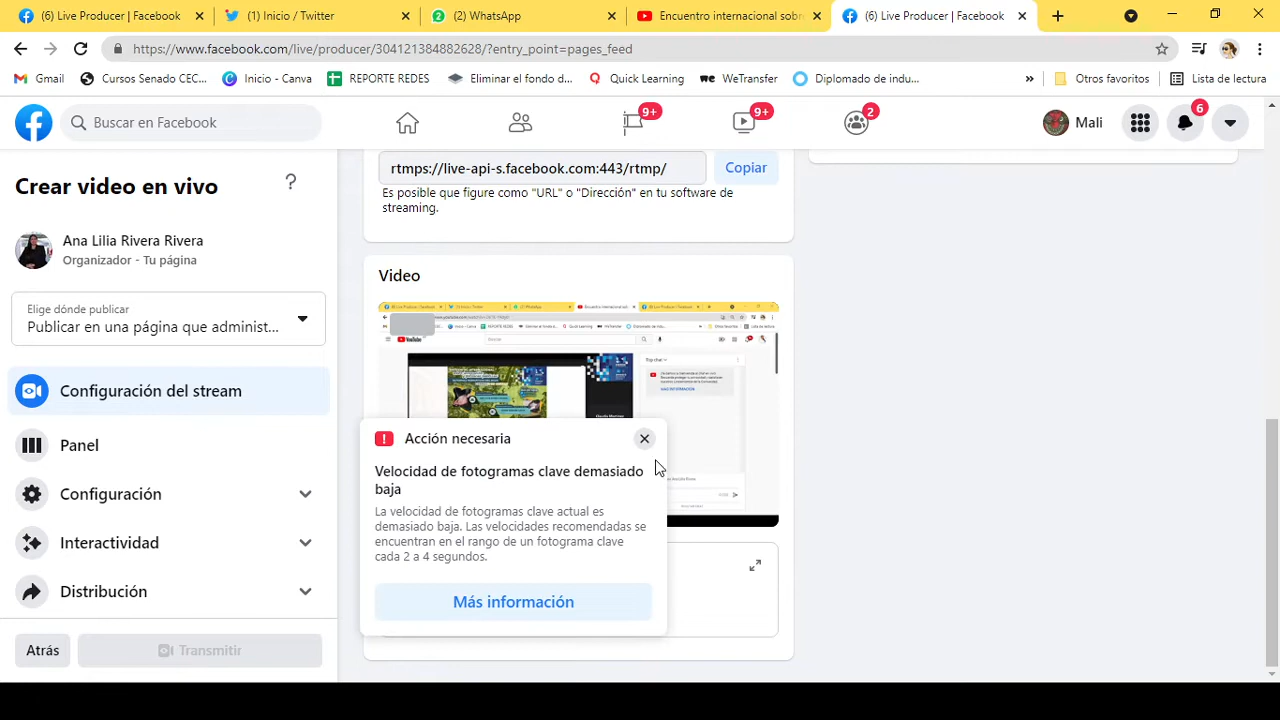 (6) Live Producer | Facebook
(1) Inicio / Twitter
(2) WhatsApp
Encuentro internacional sobr
(6) Live Producer | Facebook
https://www.facebook.com/live/producer/304121384882628/?entry_point=pages_feed
Gmail
Cursos Senado CEC...
Inicio - Canva
REPORTE REDES
Eliminar el fondo d...
Quick Learning
WeTransfer
Diplomado de indu...
»
Otros favoritos
Lista de lectura
Buscar en Facebook
9+
9+
2
Mali
6
Crear video en vivo
?
Ana Lilia Rivera Rivera
Organizador - Tu página
Elige dónde publicar
Publicar en una página que administ...
Configuración del stream
Panel
Configuración
Interactividad
Distribución
Atrás
Transmitir
rtmps://live-api-s.facebook.com:443/rtmp/
Copiar
Es posible que figure como "URL" o "Dirección" en tu software de
streaming.
Video
YouTube
Buscar
Top chat
Acción necesaria
Velocidad de fotogramas clave demasiado
baja
La velocidad de fotogramas clave actual es
demasiado baja. Las velocidades recomendadas se
encuentran en el rango de un fotograma clave
cada 2 a 4 segundos.
Más información